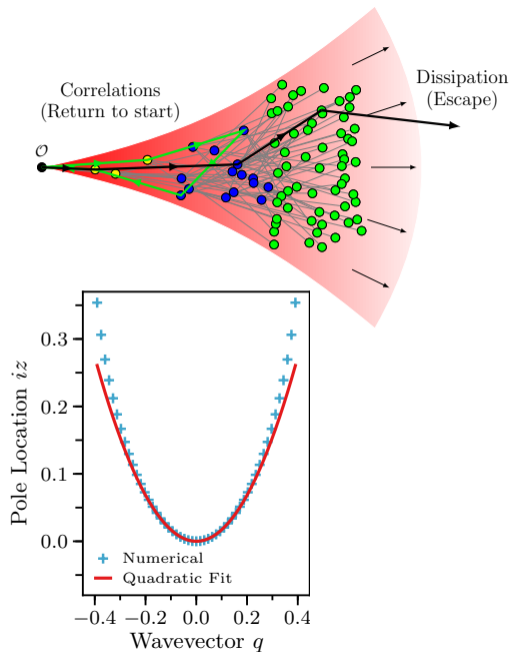 Correlations
(Return to start)
Dissipation
(Escape)
𝒪
0.3
0.2
0.1
0.0
Pole Location iz
Numerical
Quadratic Fit
−0.4 −0.2 0.0 0.2 0.4
Wavevector q